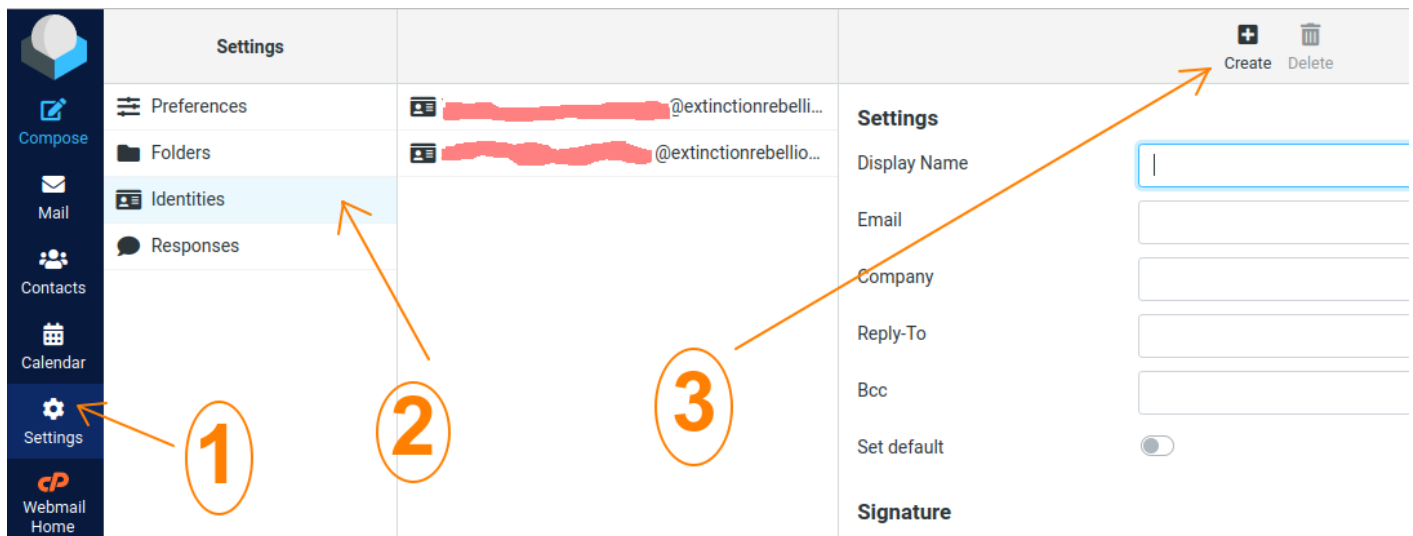 Settings
Create
Delete
Compose
Mail
Contacts
Calendar
Settings
cP
Webmail
Home
Preferences
Folders
Identities
Responses
@extinctionrebelli...
@extinctionrebellio...
Settings
Display Name
Email
Company
Reply-To
Bcc
Set default
Signature
1
2
3